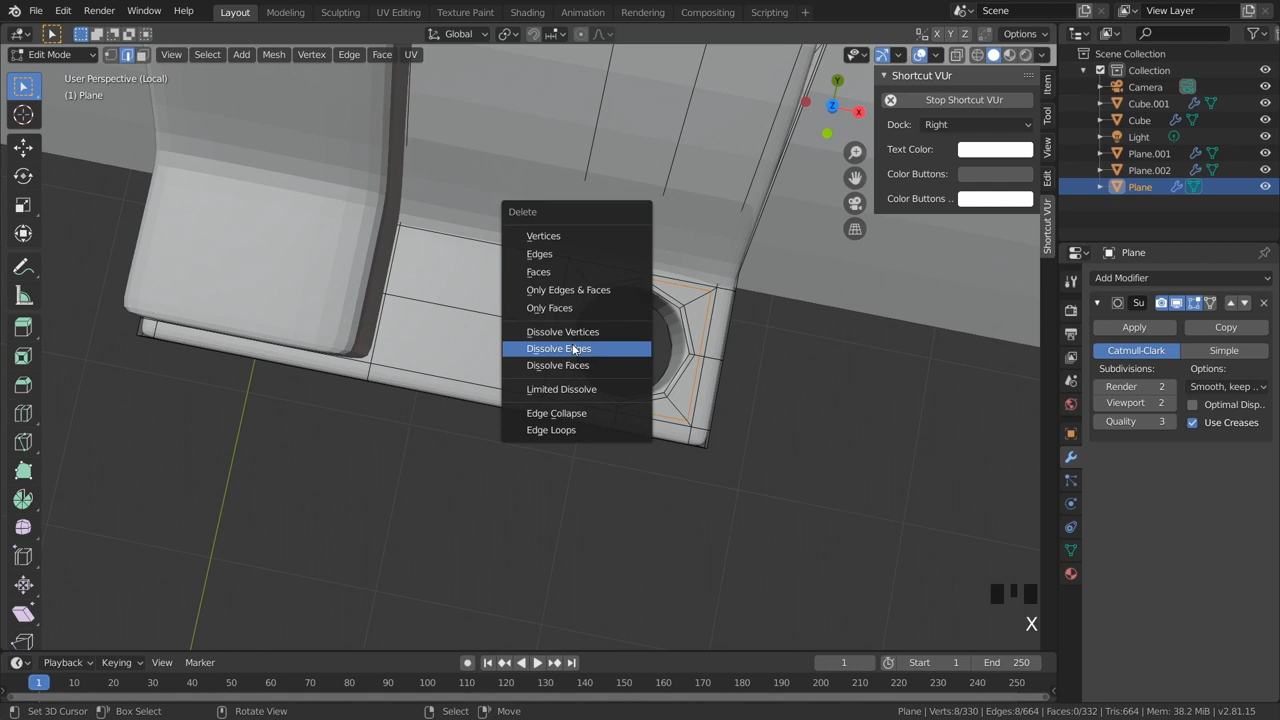 File Edit Render Window Help Layout Modeling Sculpting UV Editing Texture Paint Shading Animation Rendering Compositing Scripting + Scene View Layer
Global Options
Edit Mode View Select Add Mesh Vertex Edge Face UV
X Y Z
User Perspective (Local)
(1) Plane
Y
Z
X
Shortcut VUr
Stop Shortcut VUr
Dock: Right
Text Color:
Color Buttons:
Color Buttons ..
Item
Tool
View
Edit
Shortcut VUr
Scene Collection
Collection
Camera
Cube.001
Cube
Light
Plane.001
Plane.002
Plane
Delete
Vertices
Edges
Faces
Only Edges & Faces
Only Faces
Dissolve Vertices
Dissolve Edges
Dissolve Faces
Limited Dissolve
Edge Collapse
Edge Loops
Plane
Add Modifier
Su
Apply Copy
Catmull-Clark Simple
Subdivisions: Options:
Render 2 Smooth, keep ..
Viewport 2 Optimal Disp..
Quality 3 Use Creases
X
Playback Keying View Marker 1 Start 1 End 250
1 10 20 30 40 50 60 70 80 90 100 110 120 130 140 150 160 170 180 190 200 210 220 230 240 250
Set 3D Cursor Box Select Rotate View Select Move Plane | Verts:8/330 | Edges:8/664 | Faces:0/332 | Tris:664 | Mem: 38.2 MiB | v2.81.15